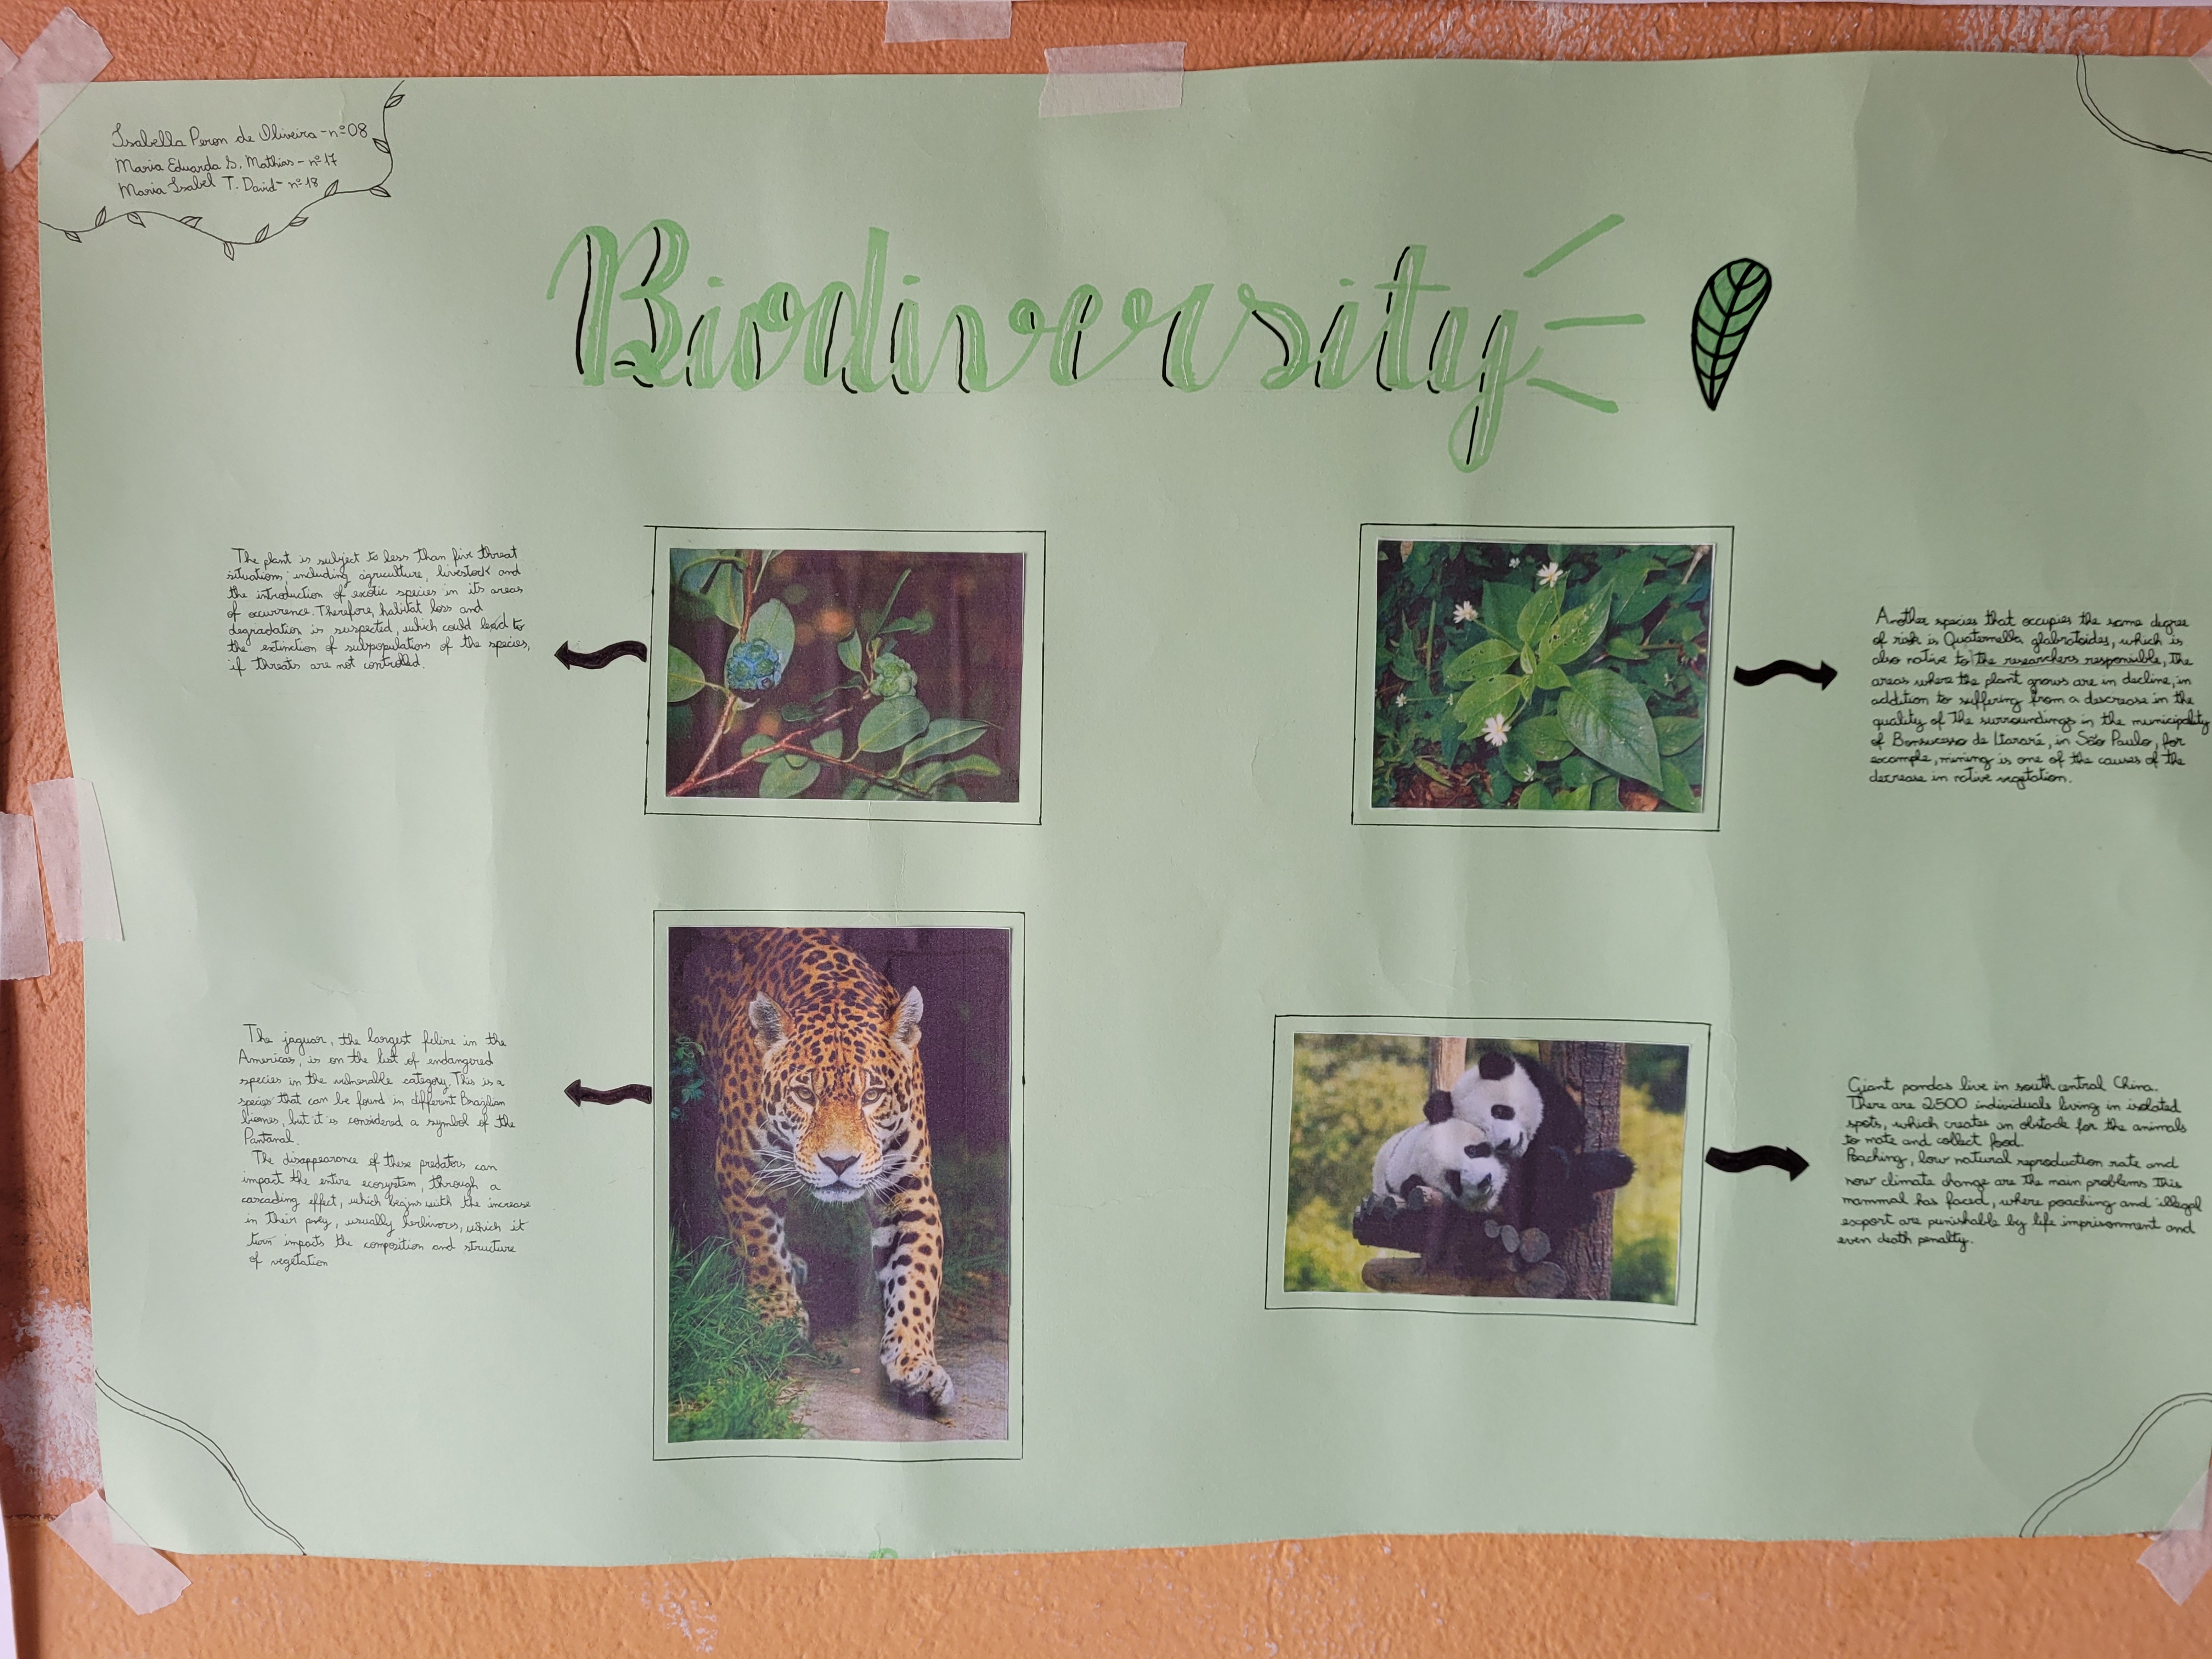 Isabella Peron de Oliveira - nº 08
Maria Eduarda S. Mathias - nº 17
Maria Isabel T. David - nº 18
Biodiversity
The plant is subject to less than five threat
situations, including agriculture, livestock and
the introduction of exotic species in its areas
of occurrence. Therefore, habitat loss and
degradation is suspected, which could lead to
the extinction of subpopulations of the species,
if threats are not controlled.
Another species that occupies the same degree
of risk is Quaternella glabratoides, which is
also native to the researchers responsible, the
areas where the plant grows are in decline, in
addition to suffering from a descrease in the
quality of the surroundings in the municipality
of Bonsucesso de Itararé, in São Paulo, for
example, mining is one of the causes of the
decrease in native vegetation.
The jaguar, the largest feline in the
Americas, is on the list of endangered
species in the vulnerable category. This is a
species that can be found in different Brazilian
biomes, but it is considered a symbol of the
Pantanal.
The disappearance of these predators can
impact the entire ecosystem, through a
cascading effect, which begins with the increase
in their prey, usually herbivores, which it
turn impacts the composition and structure
of vegetation
Giant pandas live in south central China.
There are 2500 individuals living in isolated
spots, which creates an obstacle for the animals
to mate and collect food.
Poaching, low natural reproduction rate and
now climate change are the main problems this
mammal has faced, where poaching and illegal
export are punishable by life imprisonment and
even death penalty.